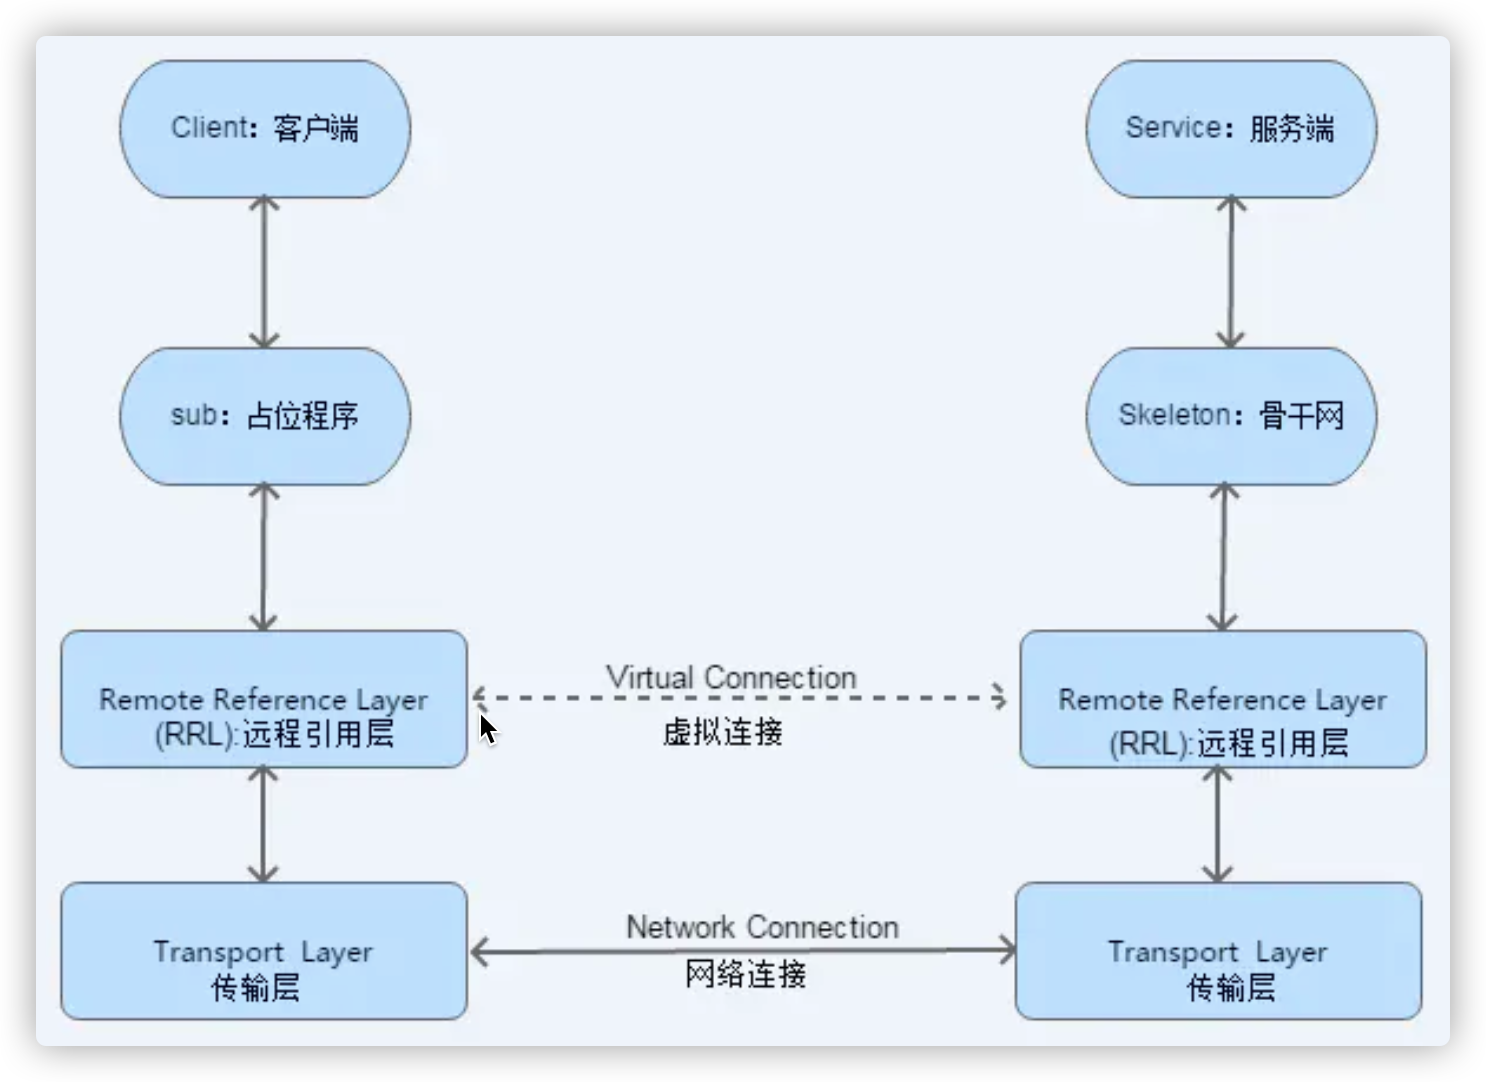 Client：客户端
Service：服务端
sub：占位程序
Skeleton：骨干网
Remote Reference Layer
(RRL):远程引用层
Virtual Connection
虚拟连接
Remote Reference Layer
(RRL):远程引用层
Transport Layer
传输层
Network Connection
网络连接
Transport Layer
传输层